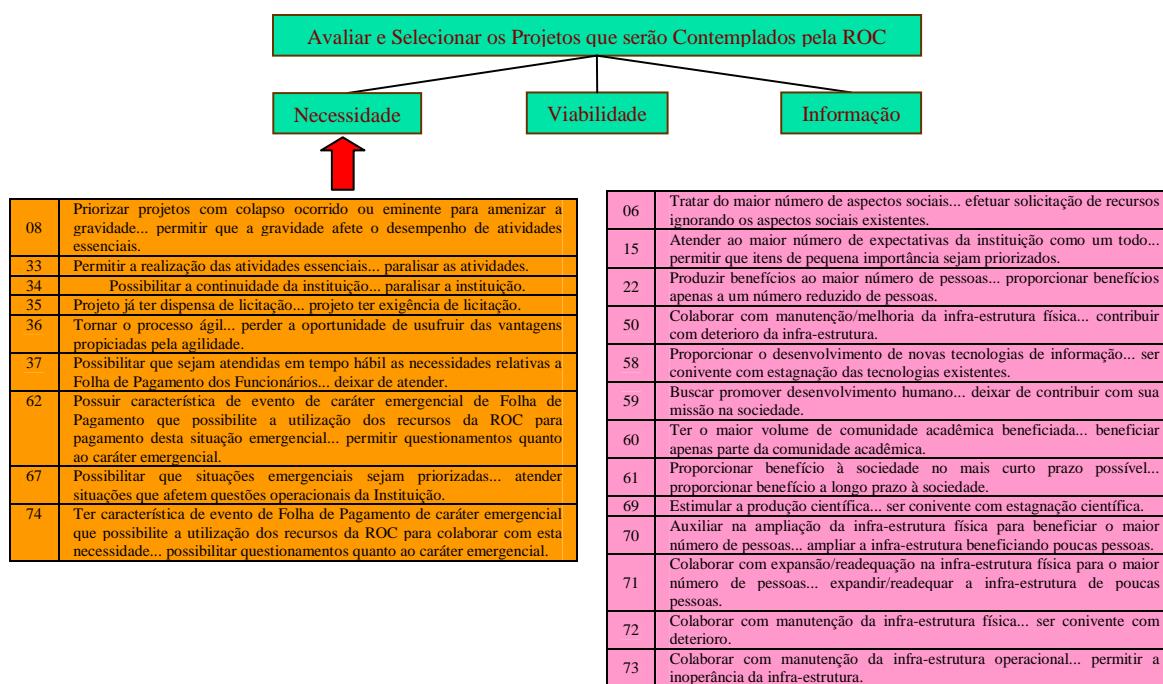 Avaliar e Selecionar os Projetos que serão Contemplados pela ROC
Necessidade
Viabilidade
Informação
08
Priorizar projetos com colapso ocorrido ou eminente para amenizar a
gravidade... permitir que a gravidade afete o desempenho de atividades
essenciais.
33
Permitir a realização das atividades essenciais... paralisar as atividades.
34
Possibilitar a continuidade da instituição... paralisar a instituição.
35
Projeto já ter dispensa de licitação... projeto ter exigência de licitação.
36
Tornar o processo ágil... perder a oportunidade de usufruir das vantagens
propiciadas pela agilidade.
37
Possibilitar que sejam atendidas em tempo hábil as necessidades relativas a
Folha de Pagamento dos Funcionários... deixar de atender.
62
Possuir característica de evento de caráter emergencial de Folha de
Pagamento que possibilite a utilização dos recursos da ROC para
pagamento desta situação emergencial... permitir questionamentos quanto
ao caráter emergencial.
67
Possibilitar que situações emergenciais sejam priorizadas... atender
situações que afetem questões operacionais da Instituição.
74
Ter característica de evento de Folha de Pagamento de caráter emergencial
que possibilite a utilização dos recursos da ROC para colaborar com esta
necessidade... possibilitar questionamentos quanto ao caráter emergencial.
06
Tratar do maior número de aspectos sociais... efetuar solicitação de recursos
ignorando os aspectos sociais existentes.
15
Atender ao maior número de expectativas da instituição como um todo...
permitir que itens de pequena importância sejam priorizados.
22
Produzir benefícios ao maior número de pessoas... proporcionar benefícios
apenas a um número reduzido de pessoas.
50
Colaborar com manutenção/melhoria da infra-estrutura física... contribuir
com deterioro da infra-estrutura.
58
Proporcionar o desenvolvimento de novas tecnologias de informação... ser
conivente com estagnação das tecnologias existentes.
59
Buscar promover desenvolvimento humano... deixar de contribuir com sua
missão na sociedade.
60
Ter o maior volume de comunidade acadêmica beneficiada... beneficiar
apenas parte da comunidade acadêmica.
61
Proporcionar benefício à sociedade no mais curto prazo possível...
proporcionar benefício a longo prazo à sociedade.
69
Estimular a produção científica... ser conivente com estagnação científica.
70
Auxiliar na ampliação da infra-estrutura física para beneficiar o maior
número de pessoas... ampliar a infra-estrutura beneficiando poucas pessoas.
71
Colaborar com expansão/readequação na infra-estrutura física para o maior
número de pessoas... expandir/readequar a infra-estrutura de poucas
pessoas.
72
Colaborar com manutenção da infra-estrutura física... ser conivente com
deterioro.
73
Colaborar com manutenção da infra-estrutura operacional... permitir a
inoperância da infra-estrutura.